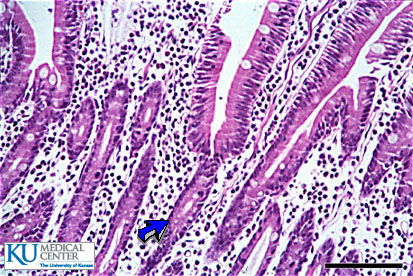 KU MEDICAL
CENTER
The University of Kansas